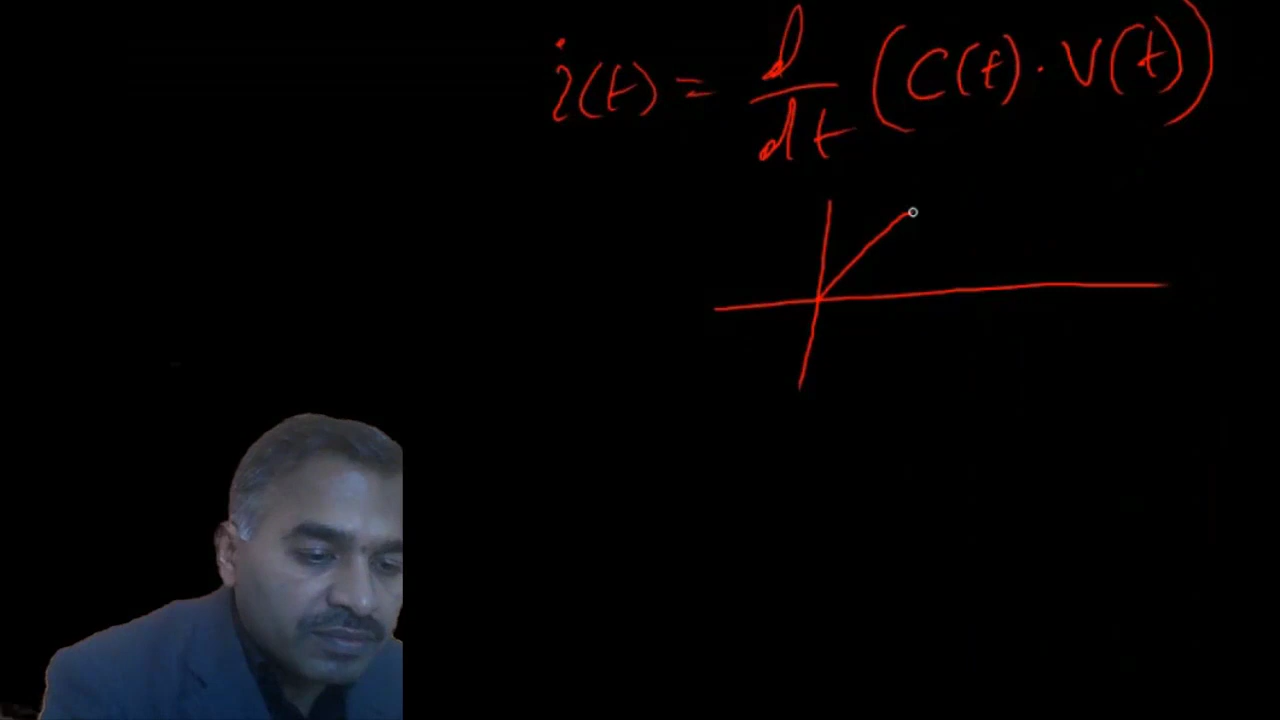 i(t) = d/dt (C(t) · V(t))